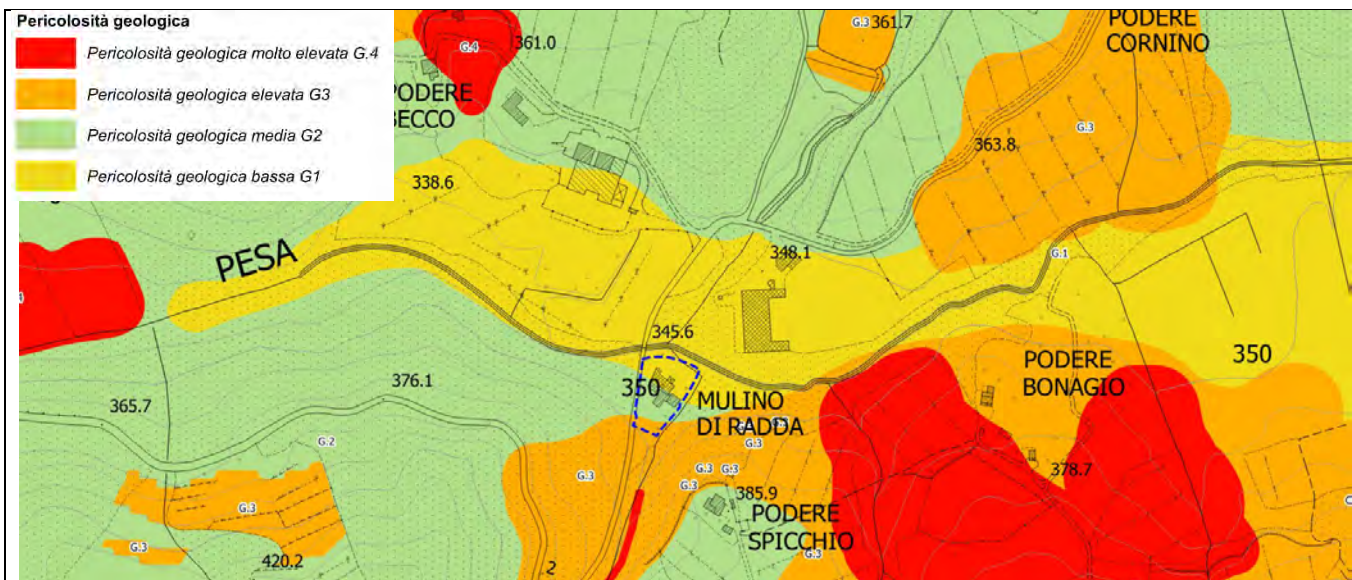 Pericolosità geologica
Pericolosità geologica molto elevata G.4
Pericolosità geologica elevata G3
Pericolosità geologica media G2
Pericolosità geologica bassa G1
G.4
361.0
G.3
361.7
PODERE
CORNINO
PODERE
BECCO
G.3
363.8
338.6
PESA
348.1
G.1
345.6
350
376.1
365.7
350
MULINO
DI RADDA
PODERE
BONAGIO
350
G.2
G.3
G.3
G.3
G.3
G.3
385.9
378.7
G.3
G.3
PODERE
SPICCHIO
G.3
420.2
2